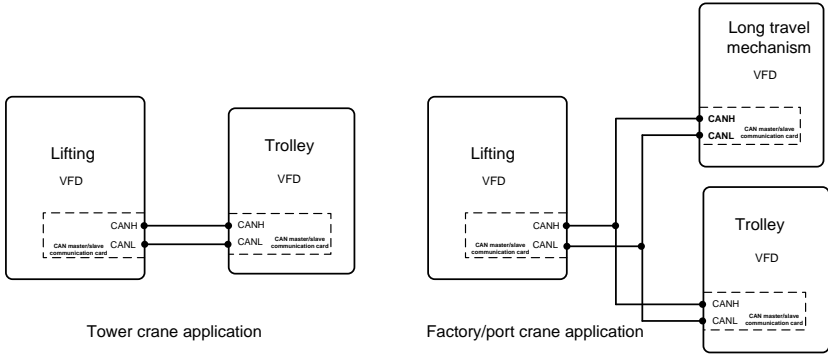 Lifting
VFD
CANH
CANL
CAN master/slave
communication card
Trolley
VFD
CANH
CANL
CAN master/slave
communication card
Tower crane application
Lifting
VFD
CANH
CANL
CAN master/slave
communication card
Long travel
mechanism
VFD
CANH
CANL
CAN master/slave
communication card
Trolley
VFD
CANH
CANL
CAN master/slave
communication card
Factory/port crane application